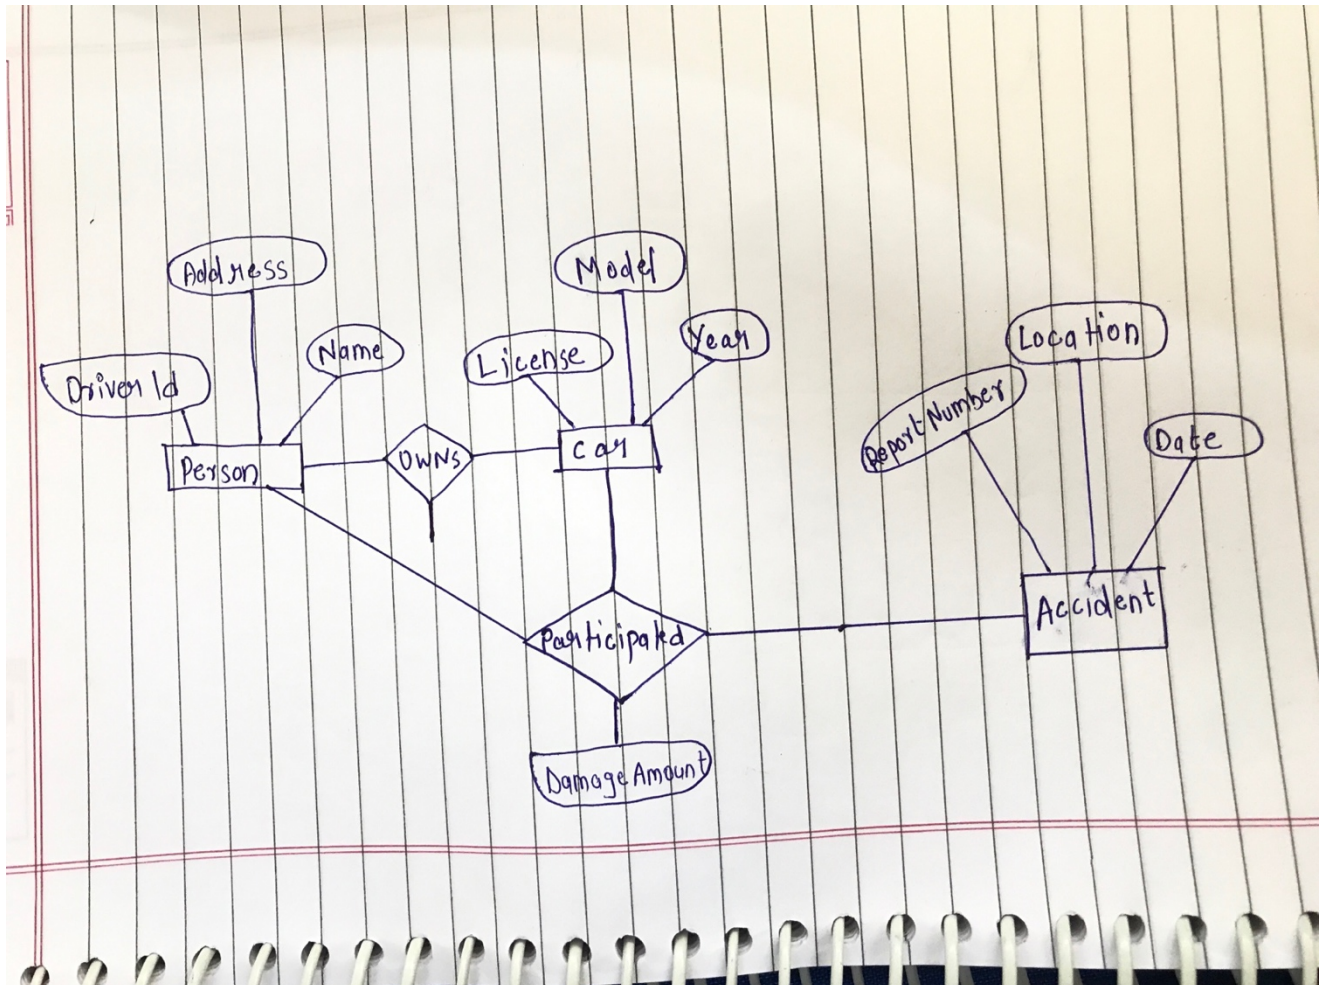 Address
Model
Name
Year
License
Location
Driver Id
Report Number
Date
Person
OWNs
Car
Accident
Participated
Damage Amount